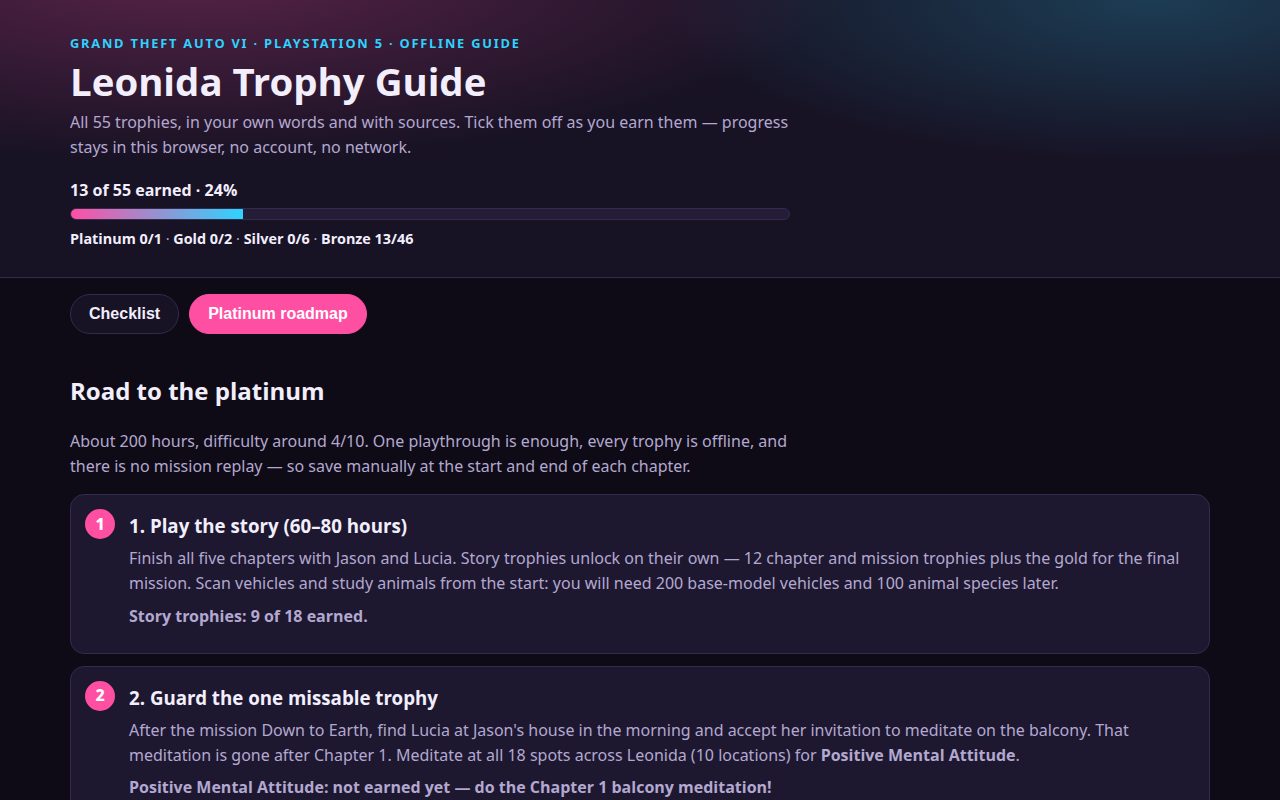 GRAND THEFT AUTO VI · PLAYSTATION 5 · OFFLINE GUIDE
Leonida Trophy Guide
All 55 trophies, in your own words and with sources. Tick them off as you earn them — progress
stays in this browser, no account, no network.
13 of 55 earned · 24%
Platinum 0/1 · Gold 0/2 · Silver 0/6 · Bronze 13/46
Checklist
Platinum roadmap
Road to the platinum
About 200 hours, difficulty around 4/10. One playthrough is enough, every trophy is offline, and
there is no mission replay — so save manually at the start and end of each chapter.
1
1. Play the story (60–80 hours)
Finish all five chapters with Jason and Lucia. Story trophies unlock on their own — 12 chapter and mission trophies plus the gold for the final
mission. Scan vehicles and study animals from the start: you will need 200 base-model vehicles and 100 animal species later.
Story trophies: 9 of 18 earned.
2
2. Guard the one missable trophy
After the mission Down to Earth, find Lucia at Jason's house in the morning and accept her invitation to meditate on the balcony. That
meditation is gone after Chapter 1. Meditate at all 18 spots across Leonida (10 locations) for Positive Mental Attitude.
Positive Mental Attitude: not earned yet — do the Chapter 1 balcony meditation!